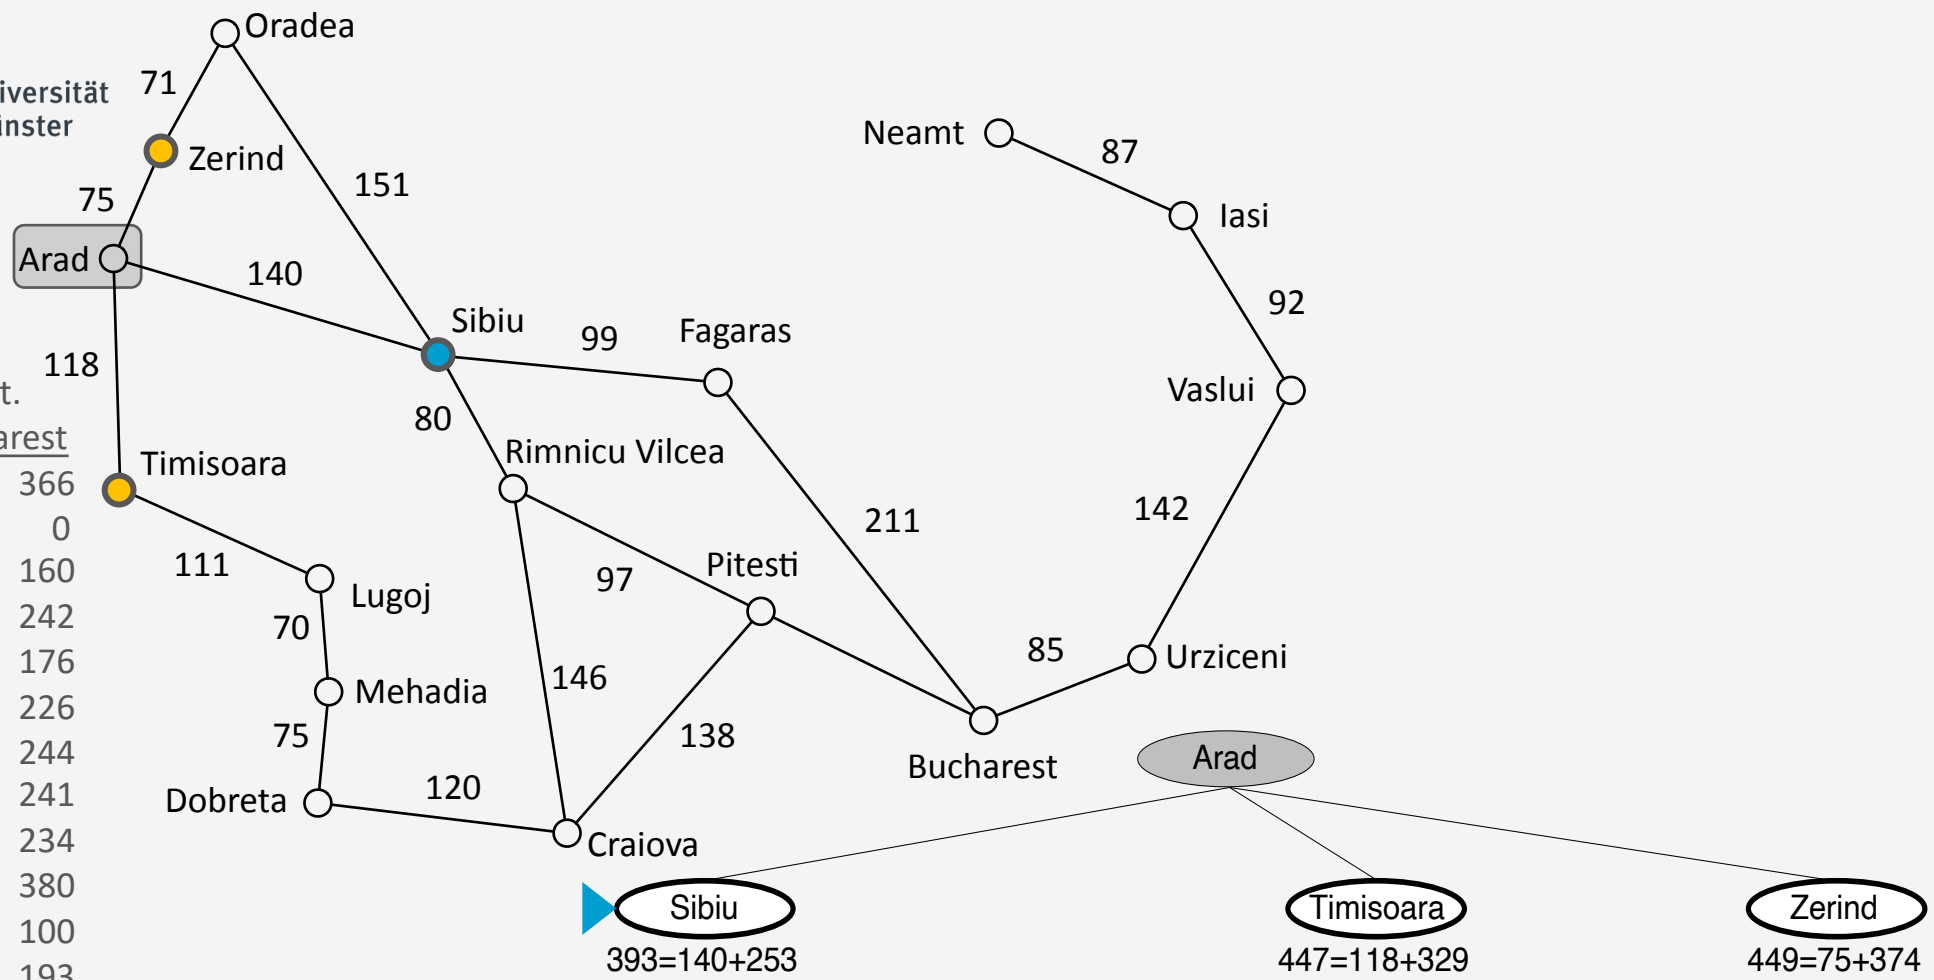 Oradea
71
iversität
Neamt
87
Zerind
151
75
Iasi
Arad
140
92
Sibiu
99
Fagaras
118
t.
Vaslui
80
arest
Rimnicu Vilcea
Timisoara
366
0
211
142
160
111
97
Pitesti
Lugoj
242
70
85
Urziceni
176
146
Mehadia
226
75
138
244
Bucharest
Arad
120
241
Dobreta
234
Craiova
380
100
Sibiu
Timisoara
Zerind
393=140+253
447=118+329
449=75+374